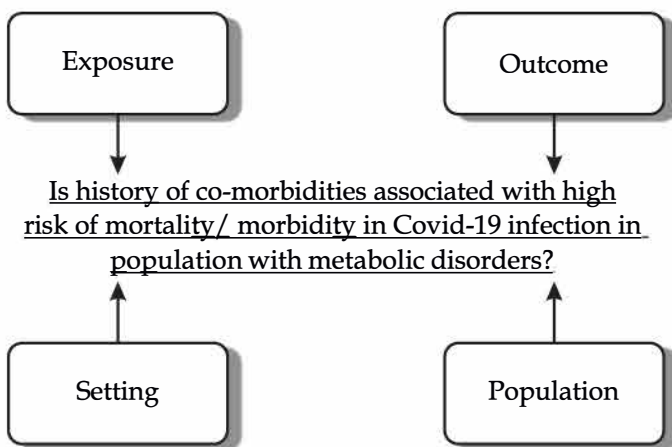 Exposure
Outcome
Is history of co-morbidities associated with high
risk of mortality/ morbidity in Covid-19 infection in
population with metabolic disorders?
Setting
Population